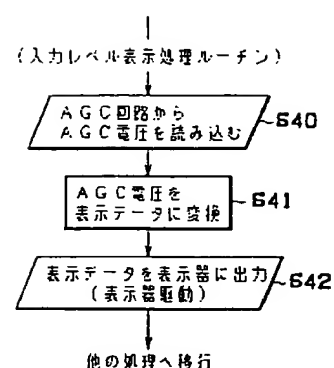 (入力レベル表示処理ルーチン)
AGC回路から
AGC電圧を読み込む
S40
AGC電圧を
表示データに変換
S41
表示データを表示器に出力
(表示器駆動)
S42
他の処理へ移行